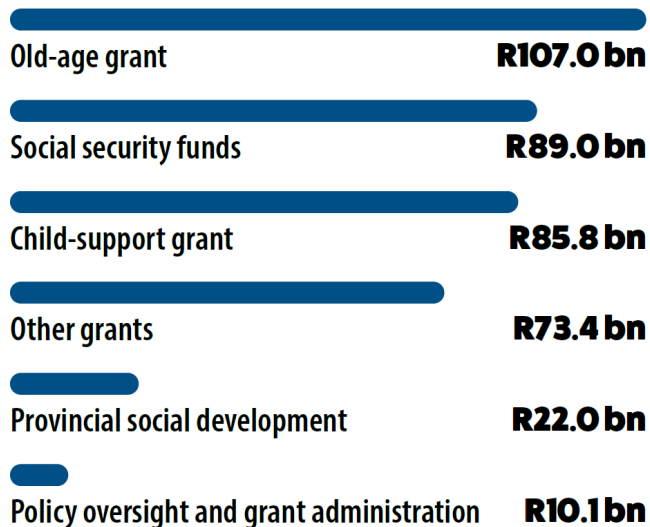 Old-age grant R107.0 bn
Social security funds R89.0 bn
Child-support grant R85.8 bn
Other grants R73.4 bn
Provincial social development R22.0 bn
Policy oversight and grant administration R10.1 bn